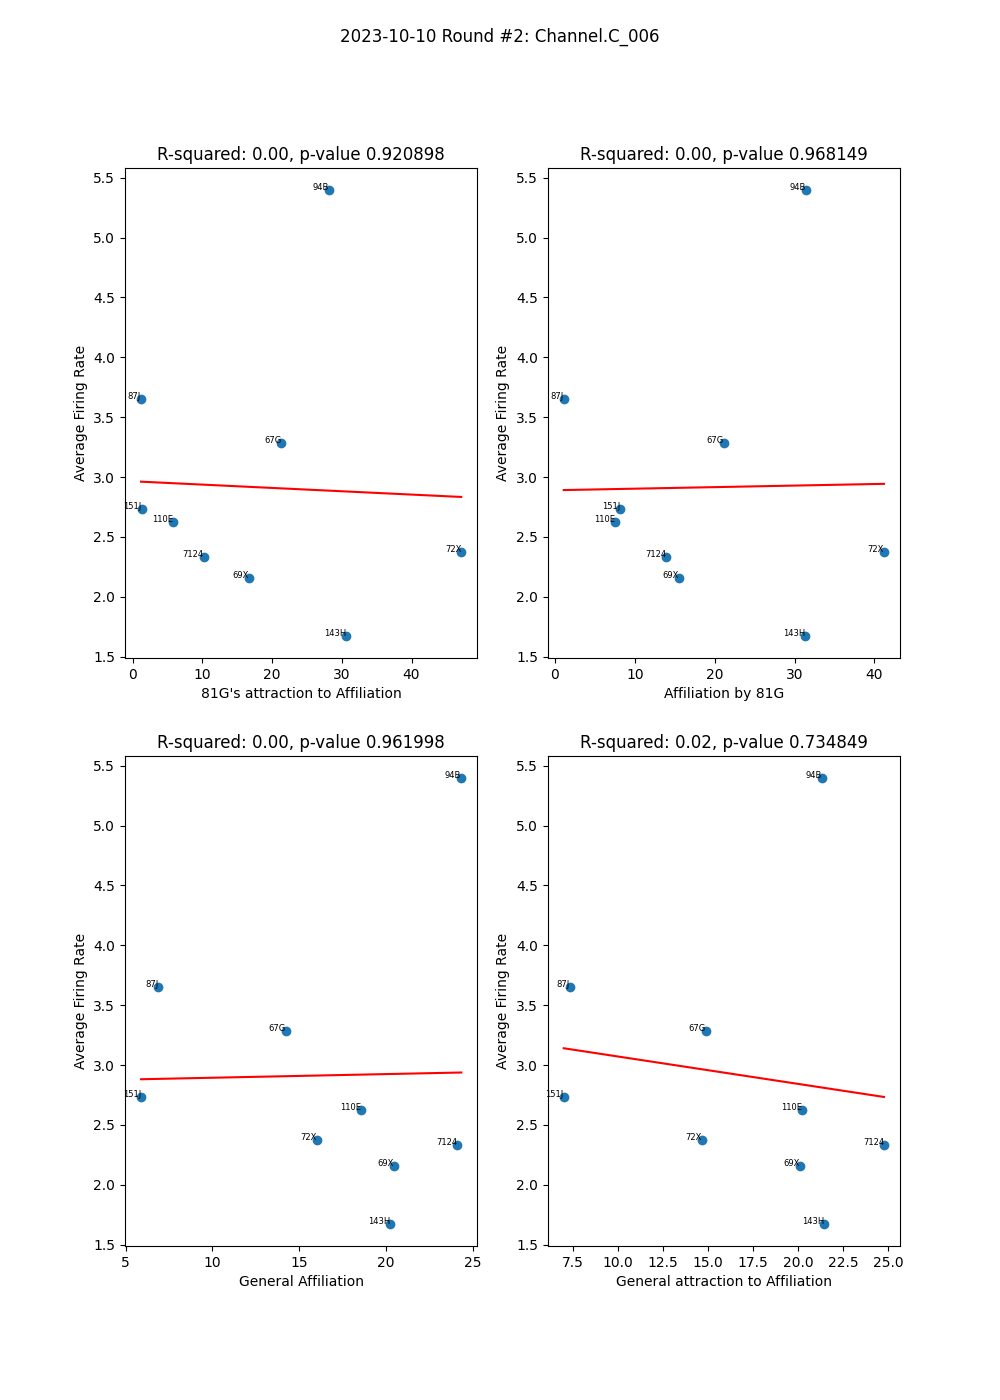 2023-10-10 Round #2: Channel.C_006
R-squared: 0.00, p-value 0.920898
5.5
5.0
4.5
4.0
3.5
3.0
2.5
2.0
1.5
Average Firing Rate
94B
87J
67G
151J
110E
7124
69X
72X
143H
0
10
20
30
40
81G's attraction to Affiliation
R-squared: 0.00, p-value 0.968149
5.5
5.0
4.5
4.0
3.5
3.0
2.5
2.0
1.5
Average Firing Rate
94B
87J
67G
151J
110E
7124
69X
72X
143H
0
10
20
30
40
Affiliation by 81G
R-squared: 0.00, p-value 0.961998
5.5
5.0
4.5
4.0
3.5
3.0
2.5
2.0
1.5
Average Firing Rate
94B
87J
67G
151J
110E
72X
7124
69X
143H
5
10
15
20
25
General Affiliation
R-squared: 0.02, p-value 0.734849
5.5
5.0
4.5
4.0
3.5
3.0
2.5
2.0
1.5
Average Firing Rate
94B
87J
67G
151J
110E
72X
7124
69X
143H
7.5
10.0
12.5
15.0
17.5
20.0
22.5
25.0
General attraction to Affiliation